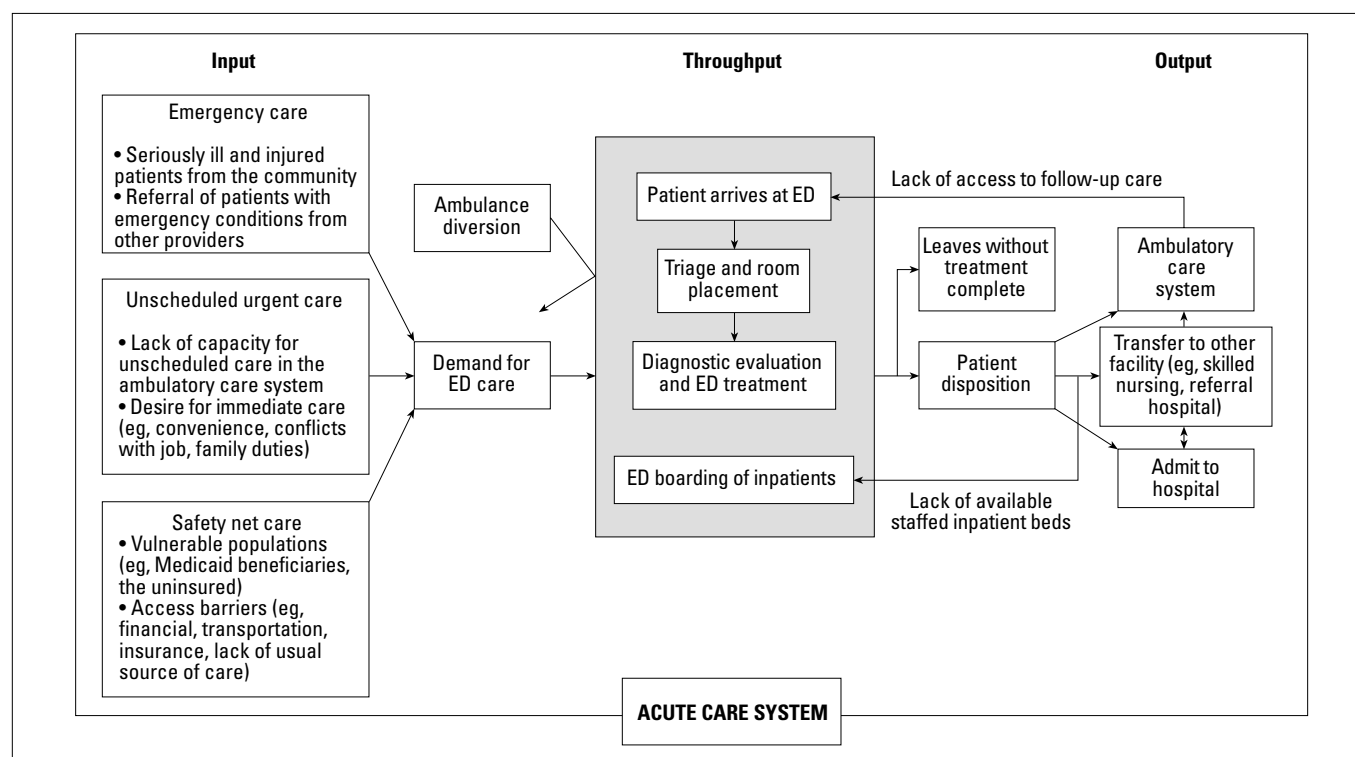 Input
Throughput
Output
Emergency care
• Seriously ill and injured
patients from the community
• Referral of patients with
emergency conditions from
other providers
Unscheduled urgent care
• Lack of capacity for
unscheduled care in the
ambulatory care system
• Desire for immediate care
(eg, convenience, conflicts
with job, family duties)
Safety net care
• Vulnerable populations
(eg, Medicaid beneficiaries,
the uninsured)
• Access barriers (eg,
financial, transportation,
insurance, lack of usual
source of care)
Ambulance
diversion
Demand for
ED care
Patient arrives at ED
Triage and room
placement
Diagnostic evaluation
and ED treatment
ED boarding of inpatients
Lack of access to follow-up care
Leaves without
treatment
complete
Patient
disposition
Lack of available
staffed inpatient beds
Ambulatory
care
system
Transfer to other
facility (eg, skilled
nursing, referral
hospital)
Admit to
hospital
ACUTE CARE SYSTEM